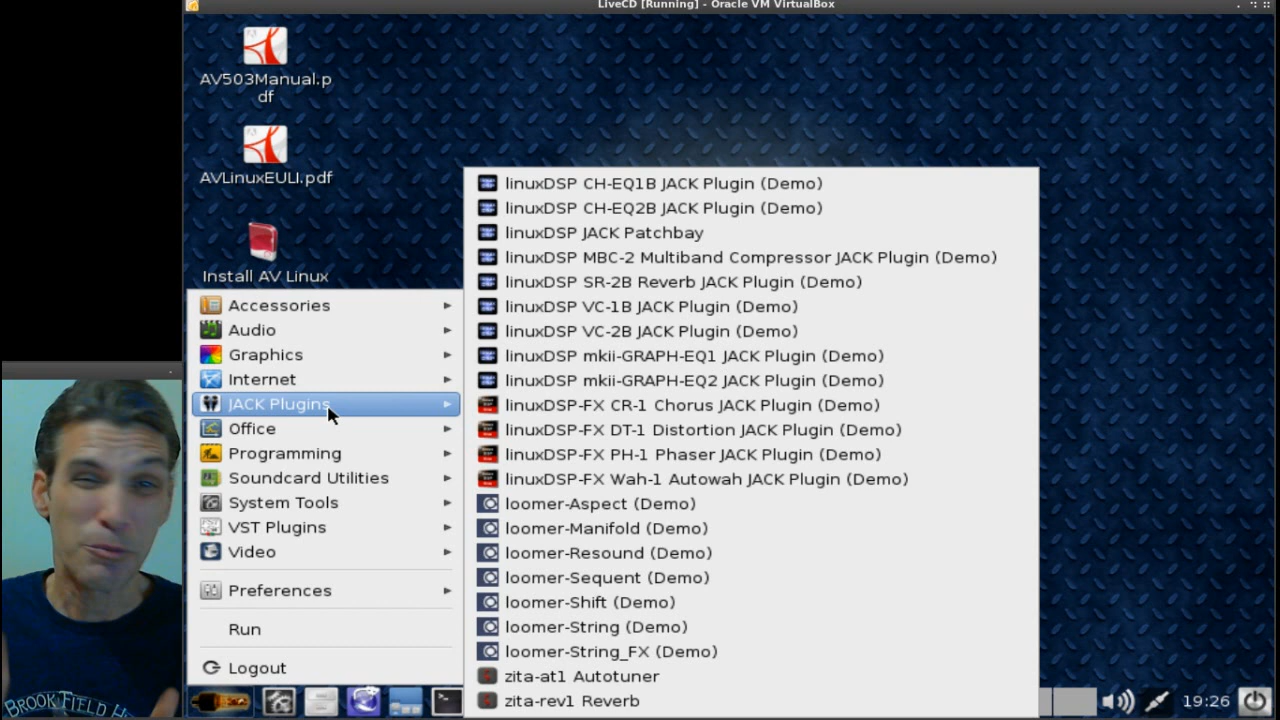 LiveCD [Running] - Oracle VM VirtualBox
AV503Manual.p
df
AVLinuxEULI.pdf
Install AV Linux
Accessories
Audio
Graphics
Internet
JACK Plugins
Office
Programming
Soundcard Utilities
System Tools
VST Plugins
Video
Preferences
Run
Logout
linuxDSP CH-EQ1B JACK Plugin (Demo)
linuxDSP CH-EQ2B JACK Plugin (Demo)
linuxDSP JACK Patchbay
linuxDSP MBC-2 Multiband Compressor JACK Plugin (Demo)
linuxDSP SR-2B Reverb JACK Plugin (Demo)
linuxDSP VC-1B JACK Plugin (Demo)
linuxDSP VC-2B JACK Plugin (Demo)
linuxDSP mkii-GRAPH-EQ1 JACK Plugin (Demo)
linuxDSP mkii-GRAPH-EQ2 JACK Plugin (Demo)
linuxDSP-FX CR-1 Chorus JACK Plugin (Demo)
linuxDSP-FX DT-1 Distortion JACK Plugin (Demo)
linuxDSP-FX PH-1 Phaser JACK Plugin (Demo)
linuxDSP-FX Wah-1 Autowah JACK Plugin (Demo)
loomer-Aspect (Demo)
loomer-Manifold (Demo)
loomer-Resound (Demo)
loomer-Sequent (Demo)
loomer-Shift (Demo)
loomer-String (Demo)
loomer-String_FX (Demo)
zita-at1 Autotuner
zita-rev1 Reverb
19:26
BROOK FIELD